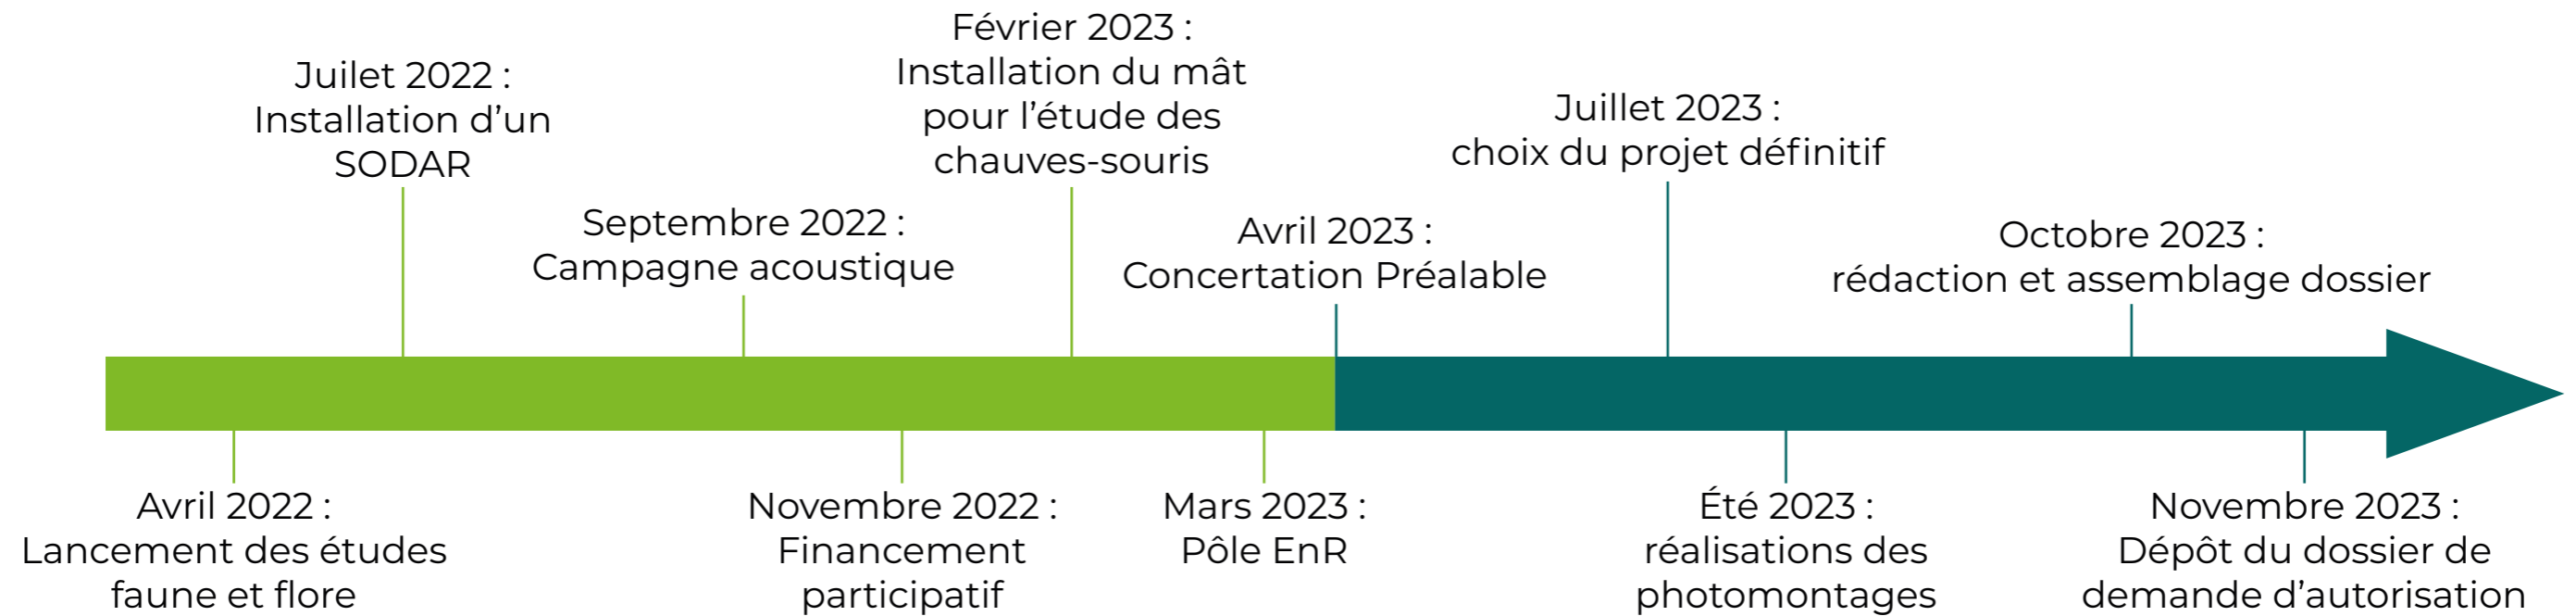 Février 2023 :
Installation du mât
pour l'étude des
chauves-souris
Juilet 2022 :
Installation d'un
SODAR
Juillet 2023 :
choix du projet définitif
Septembre 2022 :
Campagne acoustique
Avril 2023 :
Concertation Préalable
Octobre 2023 :
rédaction et assemblage dossier
Avril 2022 :
Lancement des études
faune et flore
Novembre 2022 :
Financement
participatif
Mars 2023 :
Pôle EnR
Été 2023 :
réalisations des
photomontages
Novembre 2023 :
Dépôt du dossier de
demande d'autorisation